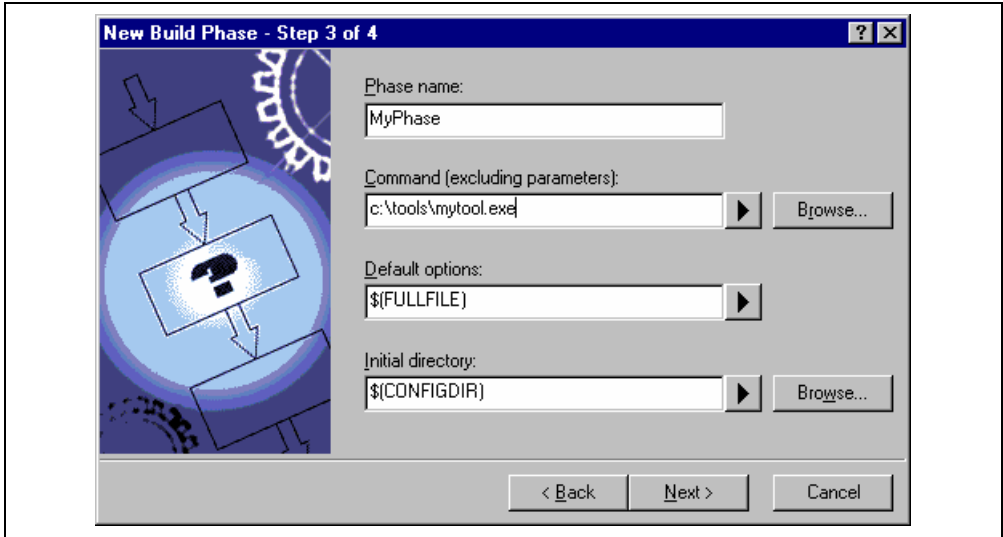 New Build Phase - Step 3 of 4
?
Phase name:
MyPhase
Command (excluding parameters):
c:\tools\mytool.exe
Browse...
Default options:
$(FULLFILE)
Initial directory:
$(CONFIGDIR)
Browse...
?
< Back Next > Cancel